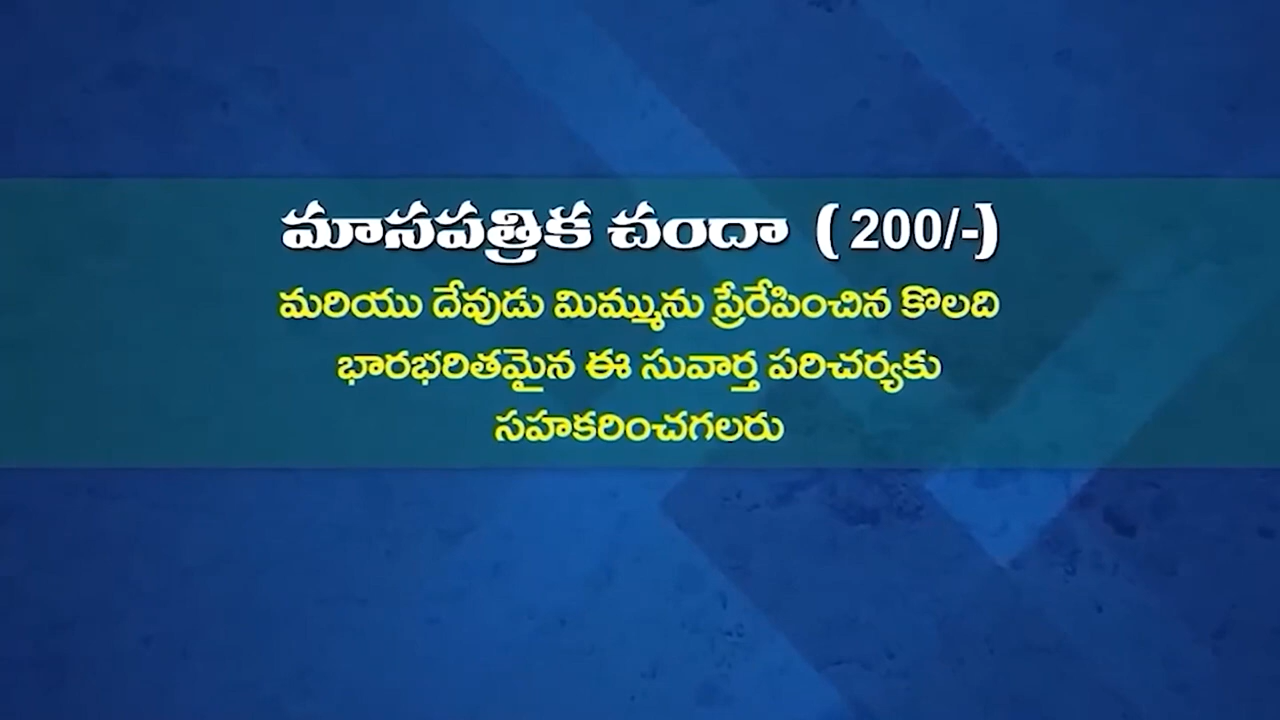 మాసపత్రిక చందా ( 200/-)
మరియు దేవుడు మిమ్మును ప్రేరేపించిన కొలది
భారభరితమైన ఈ సువార్త పరిచర్యకు
సహకరించగలరు